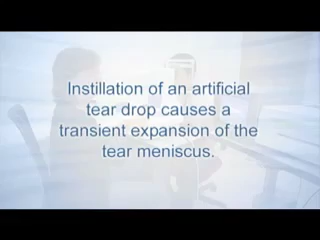 Instillation of an artificial
tear drop causes a
transient expansion of the
tear meniscus.